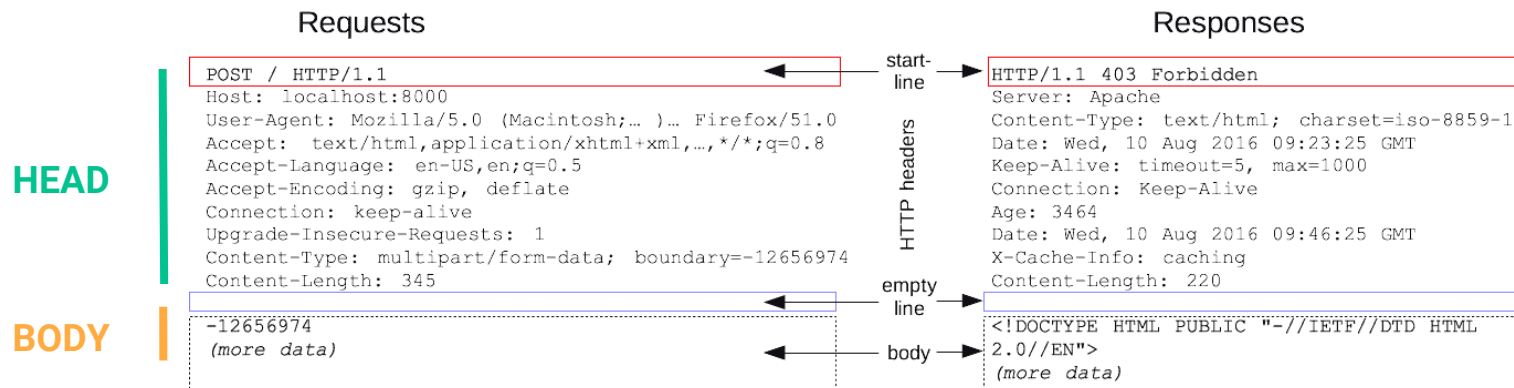 Requests
Responses
HEAD
POST / HTTP/1.1
Host: localhost:8000
User-Agent: Mozilla/5.0 (Macintosh;… )… Firefox/51.0
Accept: text/html,application/xhtml+xml,…,*/*;q=0.8
Accept-Language: en-US,en;q=0.5
Accept-Encoding: gzip, deflate
Connection: keep-alive
Upgrade-Insecure-Requests: 1
Content-Type: multipart/form-data; boundary=-12656974
Content-Length: 345
BODY
-12656974
(more data)
start-
line
HTTP headers
empty
line
body
HTTP/1.1 403 Forbidden
Server: Apache
Content-Type: text/html; charset=iso-8859-1
Date: Wed, 10 Aug 2016 09:23:25 GMT
Keep-Alive: timeout=5, max=1000
Connection: Keep-Alive
Age: 3464
Date: Wed, 10 Aug 2016 09:46:25 GMT
X-Cache-Info: caching
Content-Length: 220
<!DOCTYPE HTML PUBLIC "-//IETF//DTD HTML
2.0//EN">
(more data)